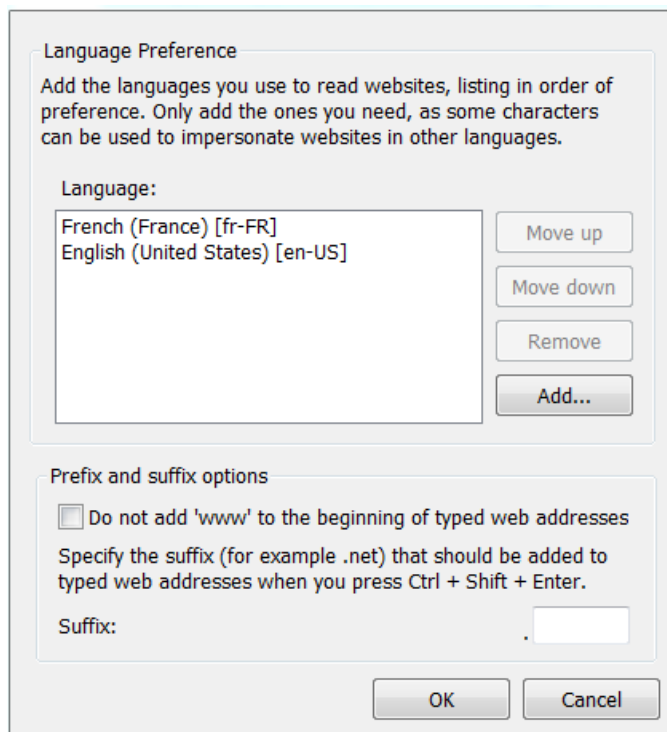 Language Preference
Add the languages you use to read websites, listing in order of
preference. Only add the ones you need, as some characters
can be used to impersonate websites in other languages.
Language:
French (France) [fr-FR]
English (United States) [en-US]
Move up
Move down
Remove
Add...
Prefix and suffix options
Do not add 'www' to the beginning of typed web addresses
Specify the suffix (for example .net) that should be added to
typed web addresses when you press Ctrl + Shift + Enter.
Suffix: .
OK Cancel